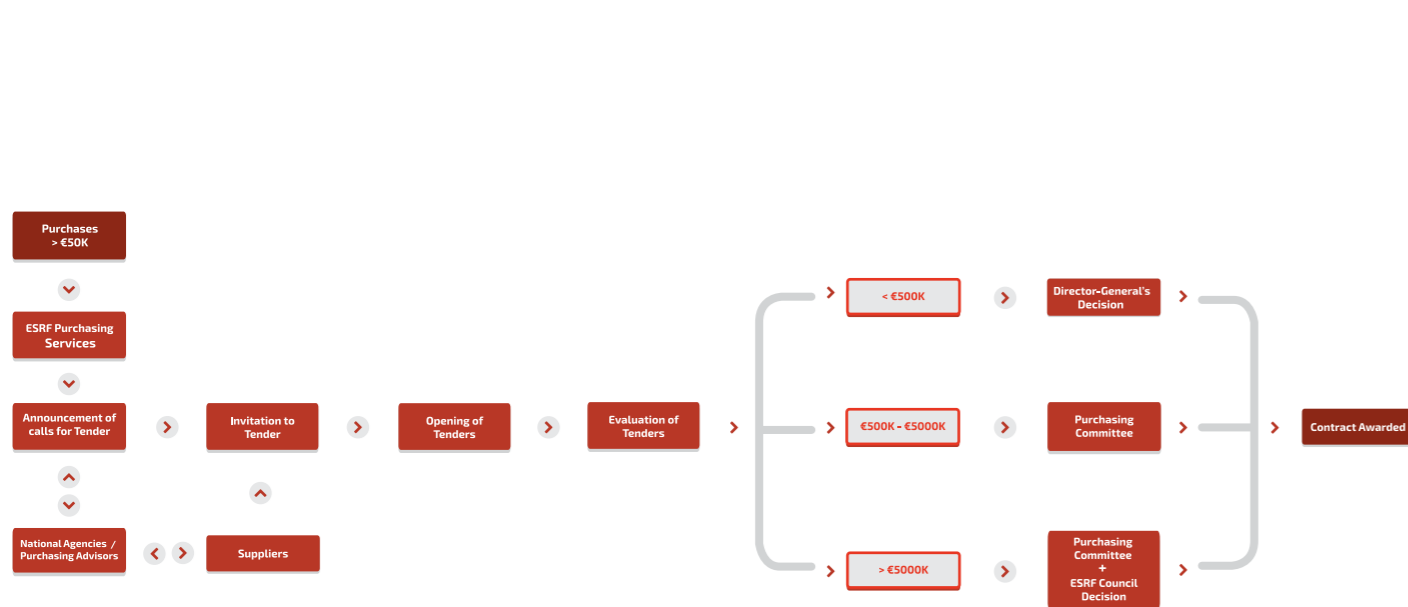 Purchases
> €50K
ESRF Purchasing
Services
Announcement of
calls for Tender
National Agencies /
Purchasing Advisors
Invitation to
Tender
Suppliers
Opening of
Tenders
Evaluation of
Tenders
< €500K
Director-General's
Decision
€500K - €5000K
Purchasing
Committee
> €5000K
Purchasing
Committee
+
ESRF Council
Decision
Contract Awarded